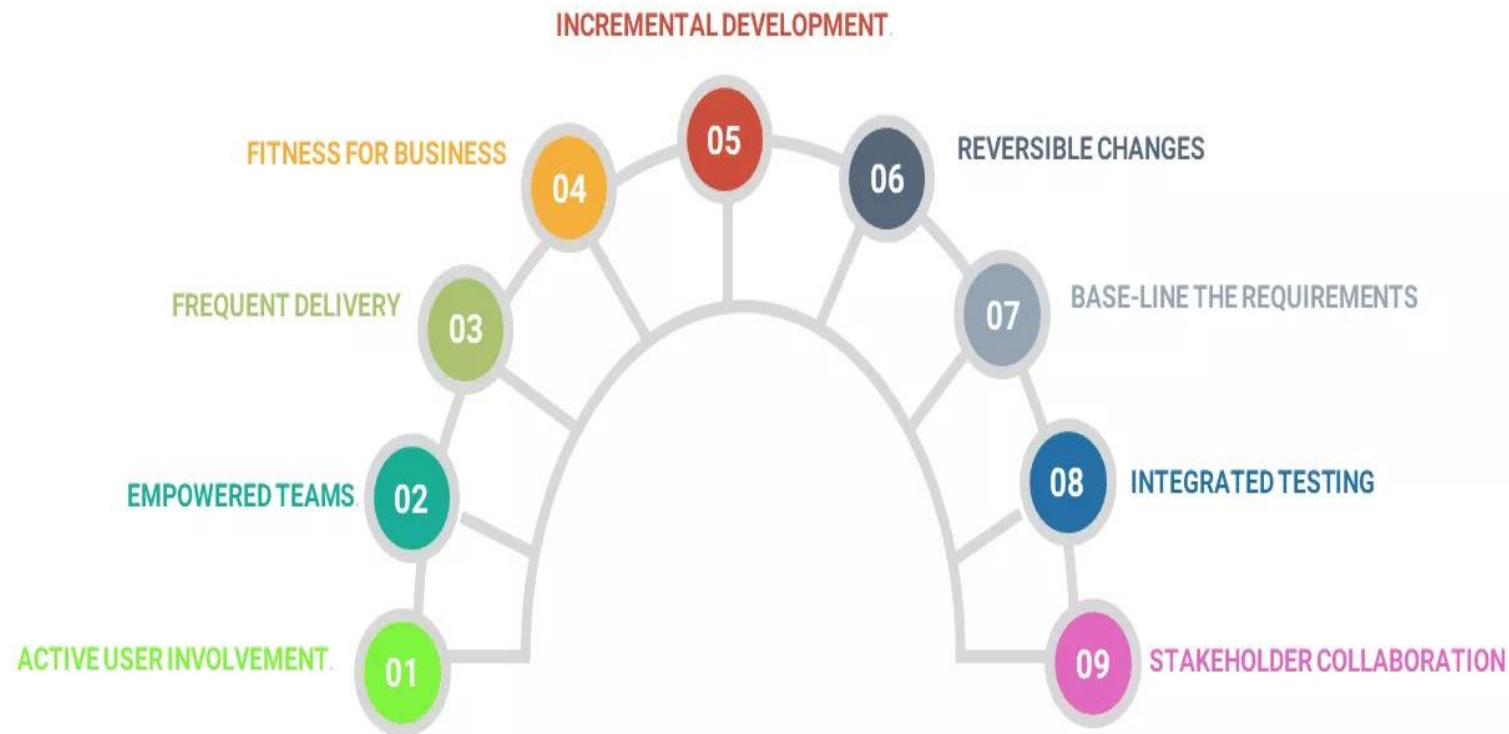 INCREMENTAL DEVELOPMENT.
05
FITNESS FOR BUSINESS
04
06
REVERSIBLE CHANGES
FREQUENT DELIVERY
03
07
BASE-LINE THE REQUIREMENTS
EMPOWERED TEAMS.
02
08
INTEGRATED TESTING
ACTIVE USER INVOLVEMENT.
01
09
STAKEHOLDER COLLABORATION